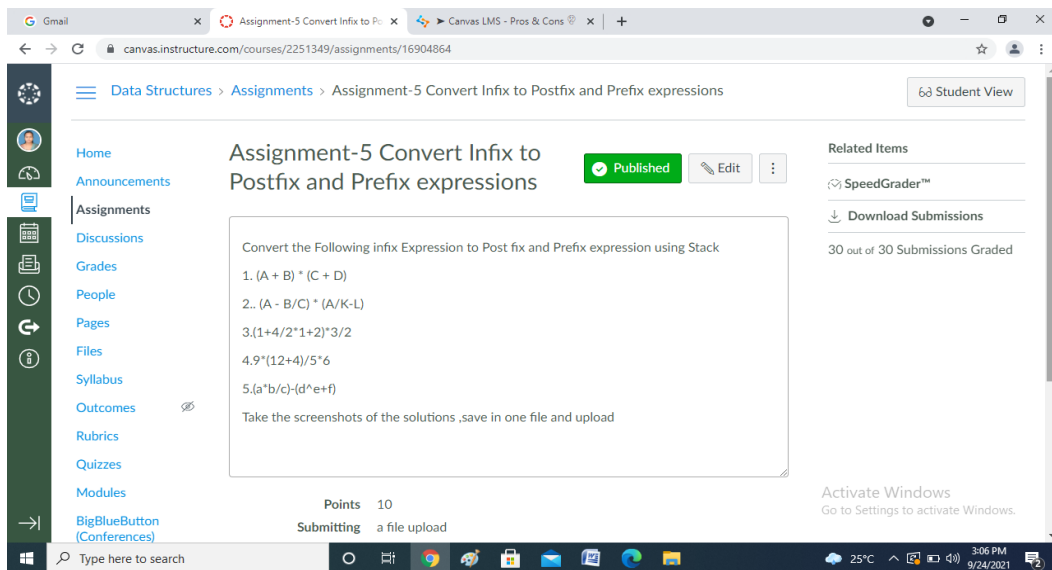 Gmail
Assignment-5 Convert Infix to Po
➤ Canvas LMS - Pros & Cons
canvas.instructure.com/courses/2251349/assignments/16904864
Data Structures › Assignments › Assignment-5 Convert Infix to Postfix and Prefix expressions
Student View
Home
Announcements
Assignments
Discussions
Grades
People
Pages
Files
Syllabus
Outcomes
Rubrics
Quizzes
Modules
BigBlueButton
(Conferences)
Assignment-5 Convert Infix to
Postfix and Prefix expressions
Published
Edit
Convert the Following infix Expression to Post fix and Prefix expression using Stack
1. (A + B) * (C + D)
2.. (A - B/C) * (A/K-L)
3.(1+4/2*1+2)*3/2
4.9*(12+4)/5*6
5.(a*b/c)-(d^e+f)
Take the screenshots of the solutions ,save in one file and upload
Points 10
Submitting a file upload
Related Items
SpeedGrader™
Download Submissions
30 out of 30 Submissions Graded
Activate Windows
Go to Settings to activate Windows.
Type here to search
25°C
3:06 PM
9/24/2021
2